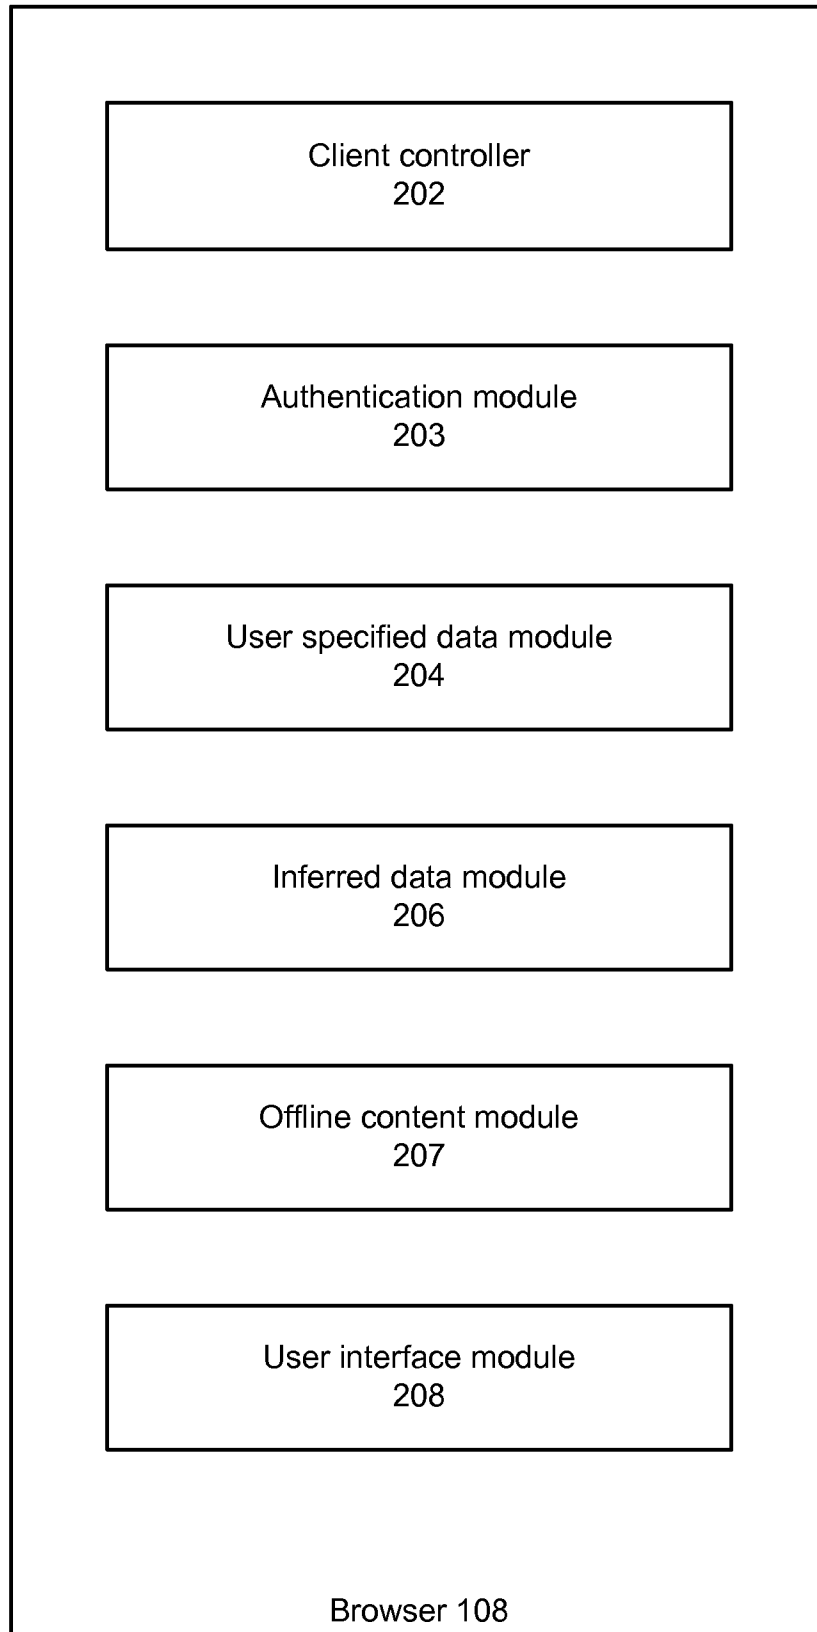 Client controller
202
Authentication module
203
User specified data module
204
Inferred data module
206
Offline content module
207
User interface module
208
Browser 108